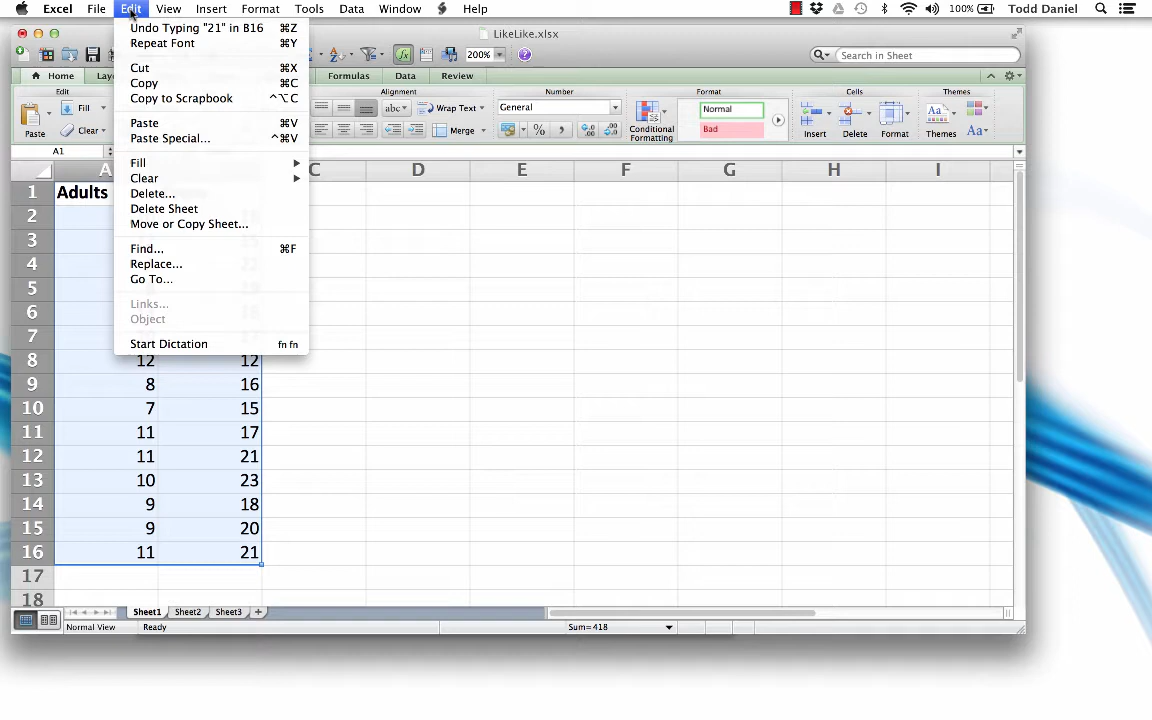 Excel File Edit View Insert Format Tools Data Window Help 100% Todd Daniel
LikeLike.xlsx
Undo Typing "21" in B16 ⌘Z
Repeat Font ⌘Y
Cut ⌘X
Copy ⌘C
Copy to Scrapbook ^⌥C
Paste ⌘V
Paste Special... ^⌘V
Fill
Clear
Delete...
Delete Sheet
Move or Copy Sheet...
Find... ⌘F
Replace...
Go To...
Links...
Object
Start Dictation fn fn
200% Search in Sheet
Home Formulas Data Review
Edit Alignment Number Format Cells Themes
Paste Fill Clear
abc Wrap Text Merge
General
%
Conditional Formatting
Normal
Bad
Insert Delete Format Themes Aa
A1
A C D E F G H I
1 Adults
2
3
4
5
6
7
8 12 12
9 8 16
10 7 15
11 11 17
12 11 21
13 10 23
14 9 18
15 9 20
16 11 21
17
18
Sheet1 Sheet2 Sheet3
Normal View Ready Sum=418